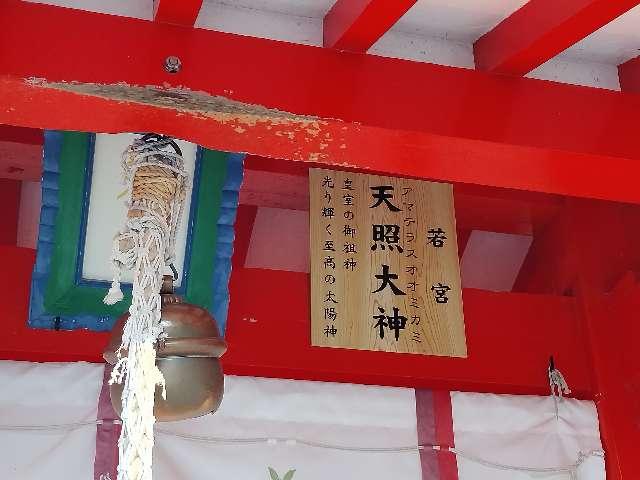 若宮
アマテラスオオミカミ
天照大神
皇室の御祖神
光り輝く至高の太陽神